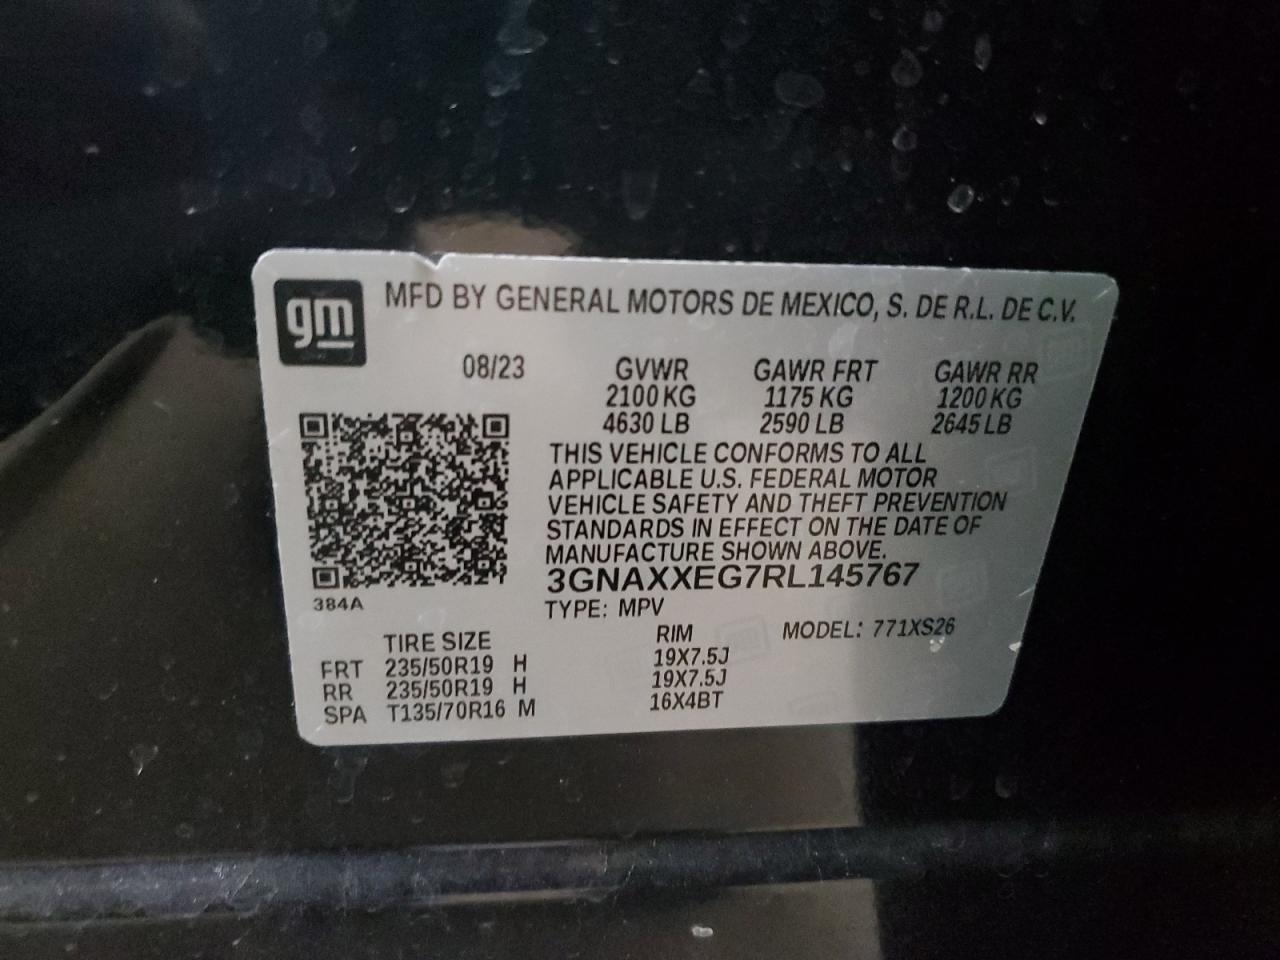 gm
MFD BY GENERAL MOTORS DE MEXICO, S. DE R.L. DE C.V.
08/23 GVWR GAWR FRT GAWR RR
2100 KG 1175 KG 1200 KG
4630 LB 2590 LB 2645 LB
THIS VEHICLE CONFORMS TO ALL
APPLICABLE U.S. FEDERAL MOTOR
VEHICLE SAFETY AND THEFT PREVENTION
STANDARDS IN EFFECT ON THE DATE OF
MANUFACTURE SHOWN ABOVE.
3GNAXXEG7RL145767
384A
TYPE: MPV MODEL: 771XS26
TIRE SIZE RIM
FRT 235/50R19 H 19X7.5J
RR 235/50R19 H 19X7.5J
SPA T135/70R16 M 16X4BT